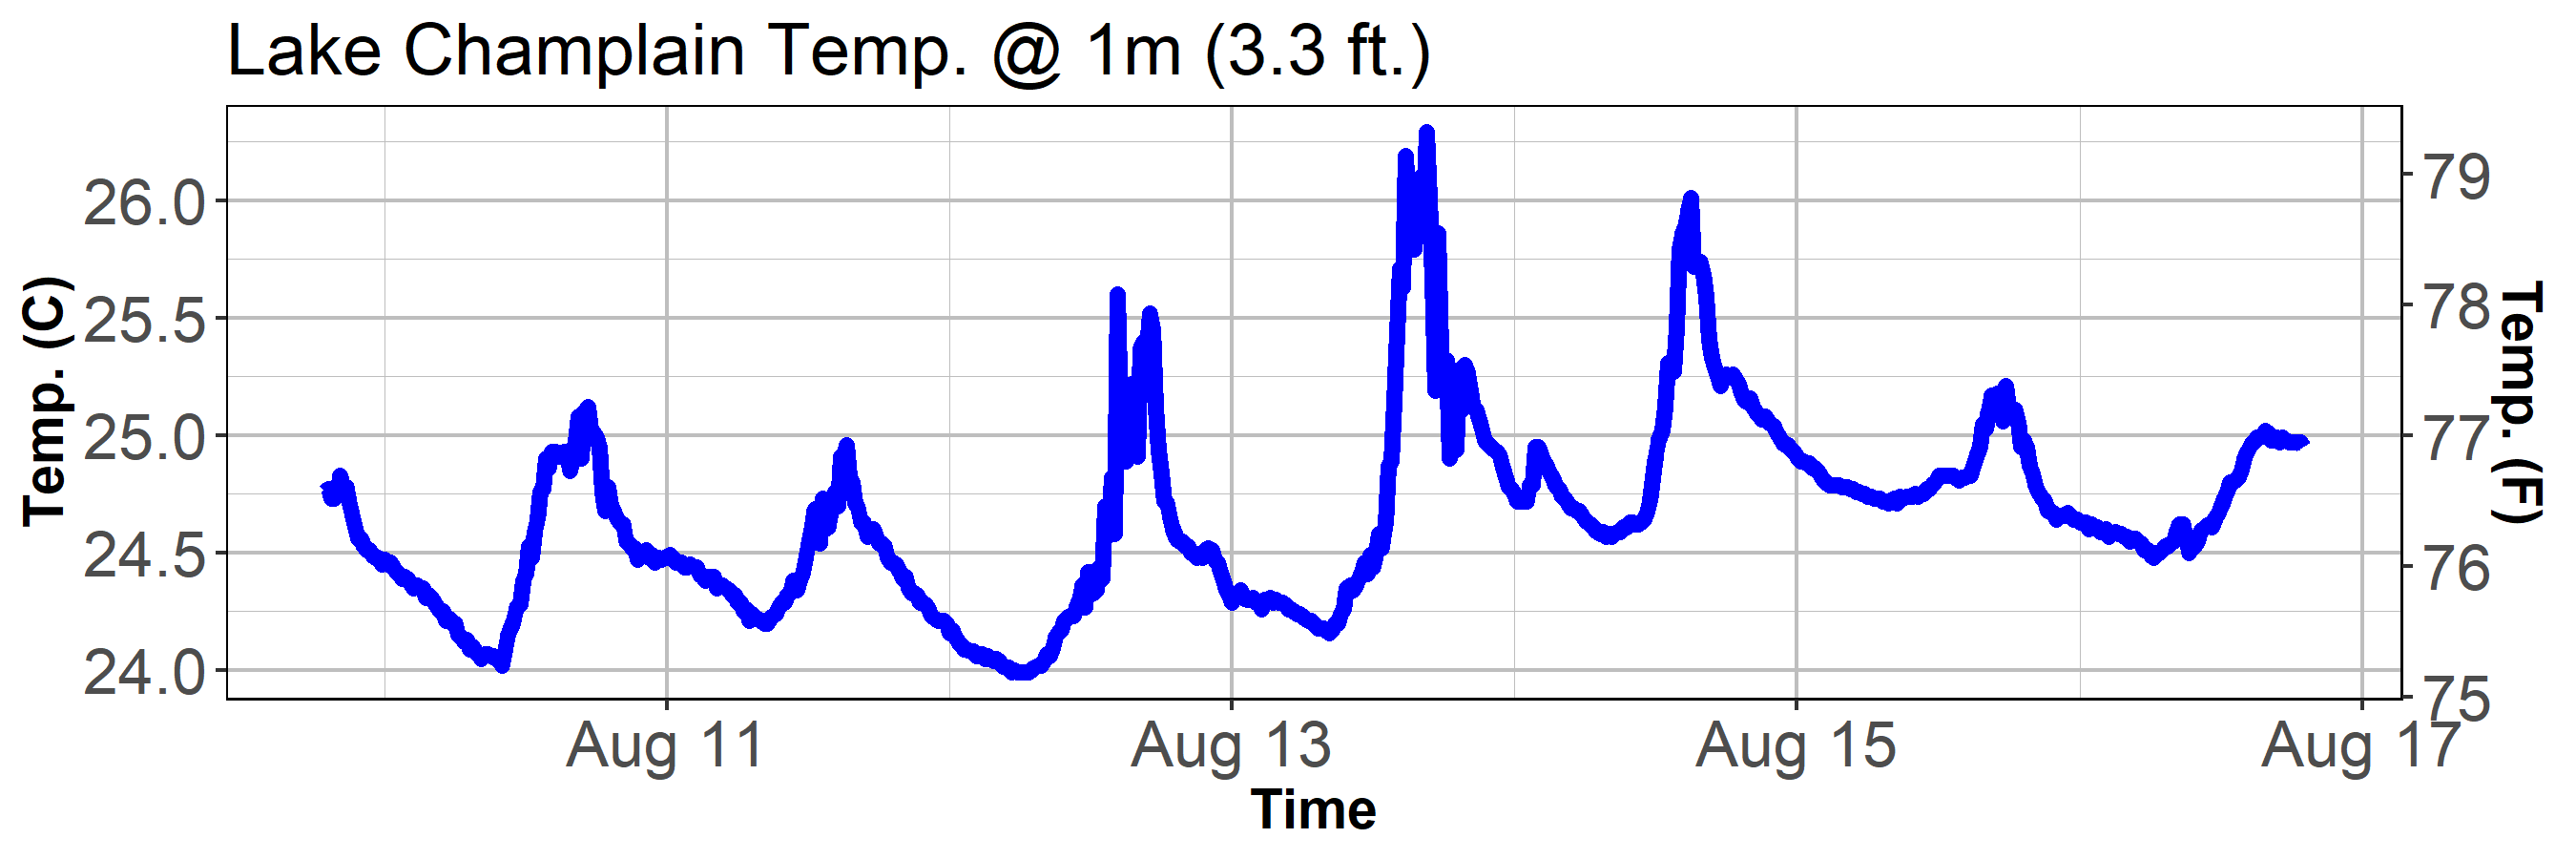 Lake Champlain Temp. @ 1m (3.3 ft.)
Temp. (C)
26.0
25.5
25.0
24.5
24.0
79
78
77
76
75
Temp. (F)
Aug 11
Aug 13
Aug 15
Aug 17
Time